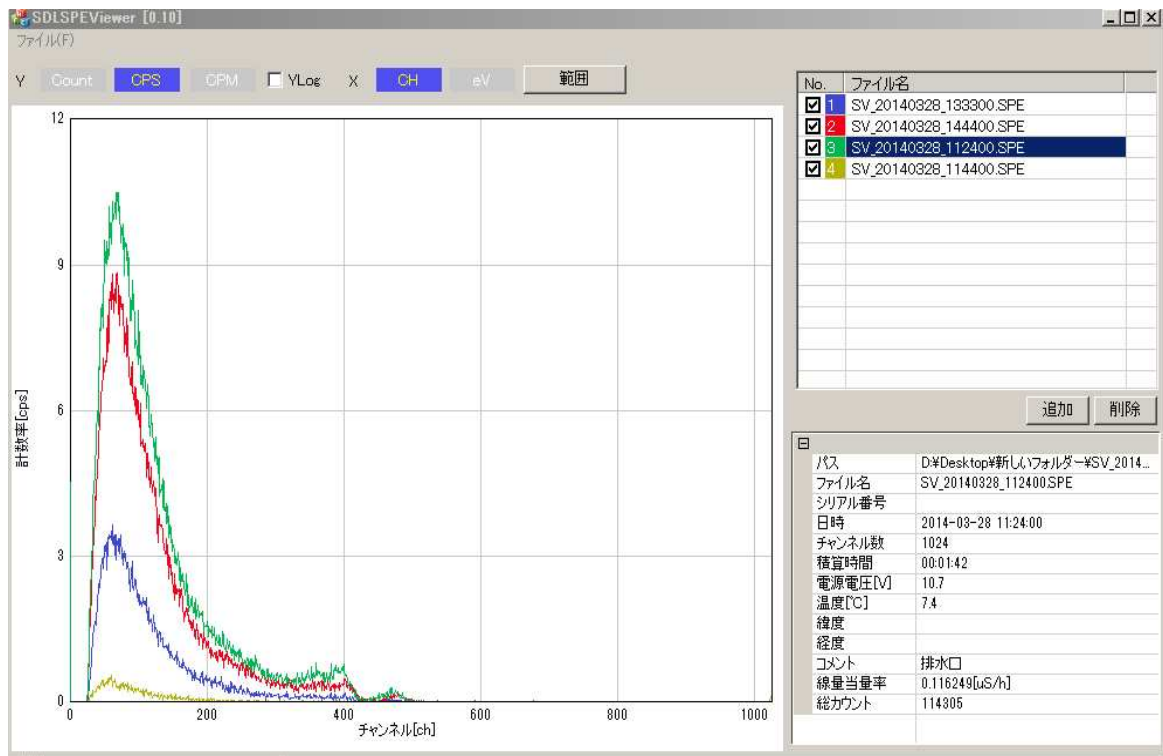 SDLSPEViewer [0.10]
ファイル(F)
Y Count CPS CPM YLog X CH eV 範囲
No. ファイル名
1 SV_20140328_133300.SPE
2 SV_20140328_144400.SPE
3 SV_20140328_112400.SPE
4 SV_20140328_114400.SPE
追加 削除
12
9
6
3
0
計数率[cps]
0 200 400 600 800 1000
チャンネル[ch]
パス D:¥Desktop¥新しいフォルダー¥SV_2014...
ファイル名 SV_20140328_112400.SPE
シリアル番号
日時 2014-03-28 11:24:00
チャンネル数 1024
積算時間 00:01:42
電源電圧[V] 10.7
温度[℃] 7.4
緯度
経度
コメント 排水口
線量当量率 0.116249[uS/h]
総カウント 114305